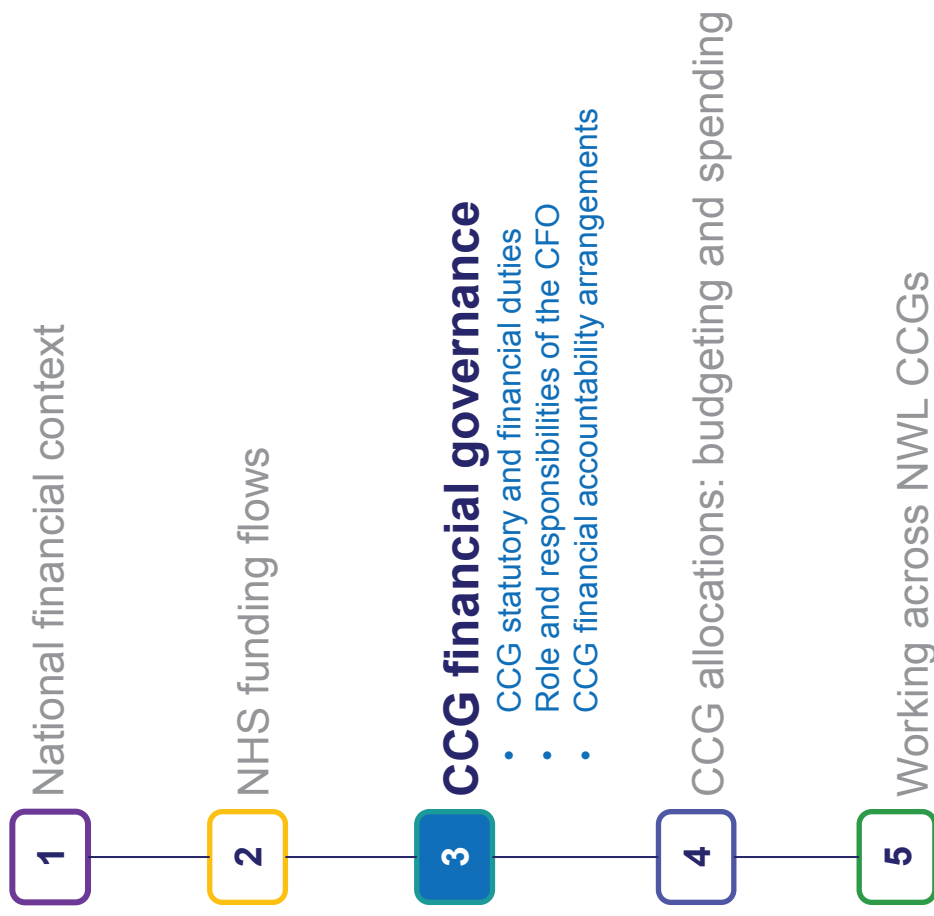 1
National financial context
2
NHS funding flows
3
CCG financial governance
• CCG statutory and financial duties
• Role and responsibilities of the CFO
• CCG financial accountability arrangements
4
CCG allocations: budgeting and spending
5
Working across NWL CCGs